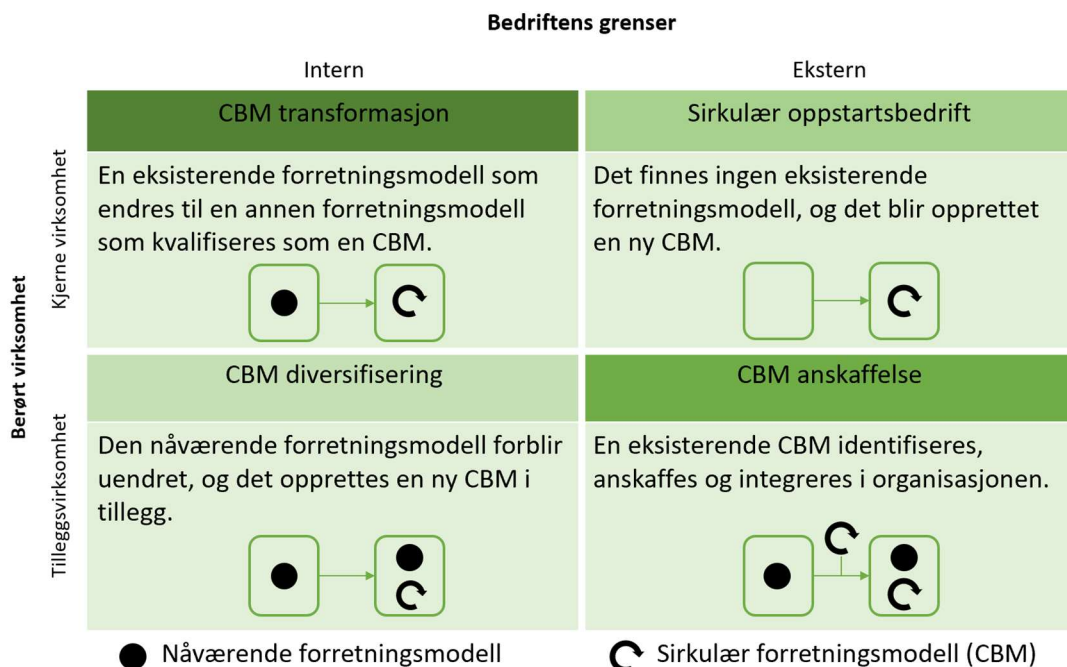 Bedriftens grenser
Intern
Ekstern
Berørt virksomhet
Kjerne virksomhet
CBM transformasjon
En eksisterende forretningsmodell som
endres til en annen forretningsmodell
som kvalifiseres som en CBM.
Sirkulær oppstartsbedrift
Det finnes ingen eksisterende
forretningsmodell, og det blir opprettet
en ny CBM.
Tilleggsvirksomhet
CBM diversifisering
Den nåværende forretningsmodell forblir
uendret, og det opprettes en ny CBM i
tillegg.
CBM anskaffelse
En eksisterende CBM identifiseres,
anskaffes og integreres i organisasjonen.
Nåværende forretningsmodell
Sirkulær forretningsmodell (CBM)